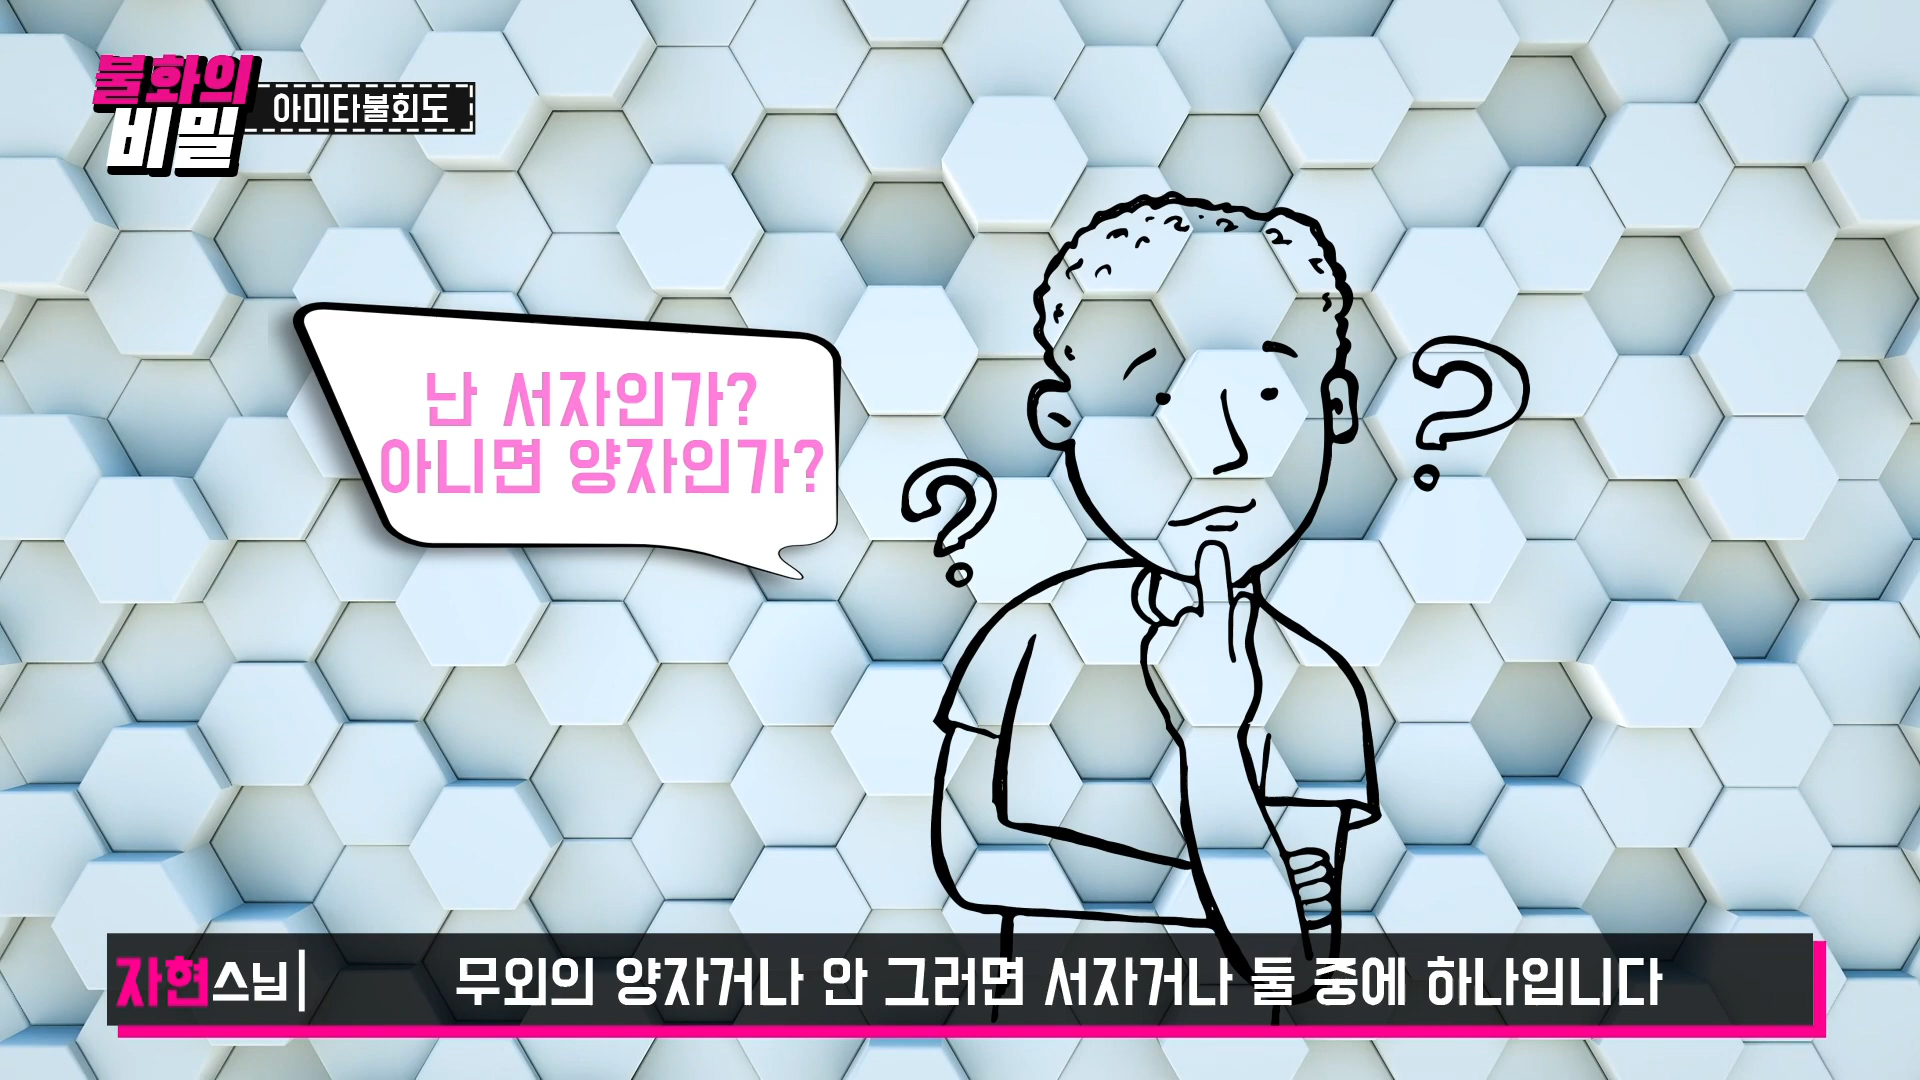 불화의
비밀
아미타불회도
난 서자인가?
아니면 양자인가?
자현스님
무외의 양자거나 안 그러면 서자거나 둘 중에 하나입니다